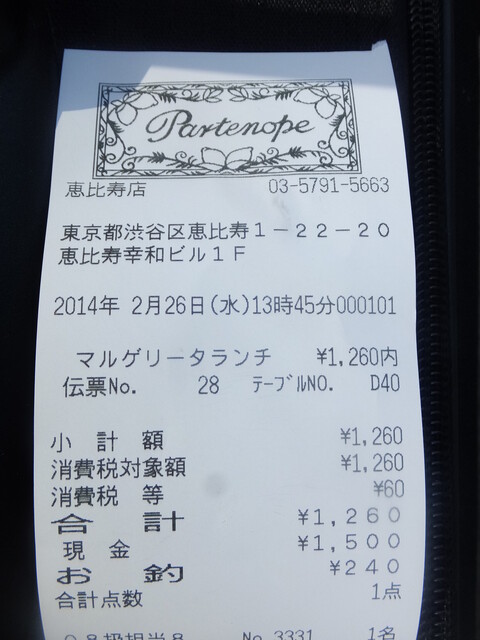 Partenope
恵比寿店 03-5791-5663
東京都渋谷区恵比寿1-22-20
恵比寿幸和ビル1F
2014年 2月26日(水)13時45分000101
マルゲリータランチ ¥1,260内
伝票No. 28 テーブルNO. D40
小計額 ¥1,260
消費税対象額 ¥1,260
消費税等 ¥60
合計 ¥1,260
現金 ¥1,500
お釣 ¥240
合計点数 1点
No.3331 1名